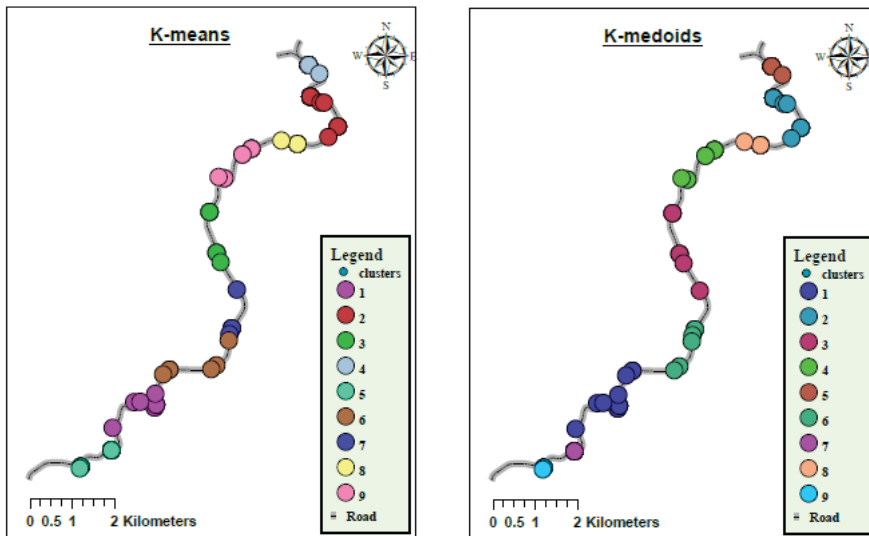 K-means
N
W
E
S
Legend
clusters
1
2
3
4
5
6
7
8
9
Road
0 0.5 1 2 Kilometers
K-medoids
N
W
E
S
Legend
clusters
1
2
3
4
5
6
7
8
9
Road
0 0.5 1 2 Kilometers